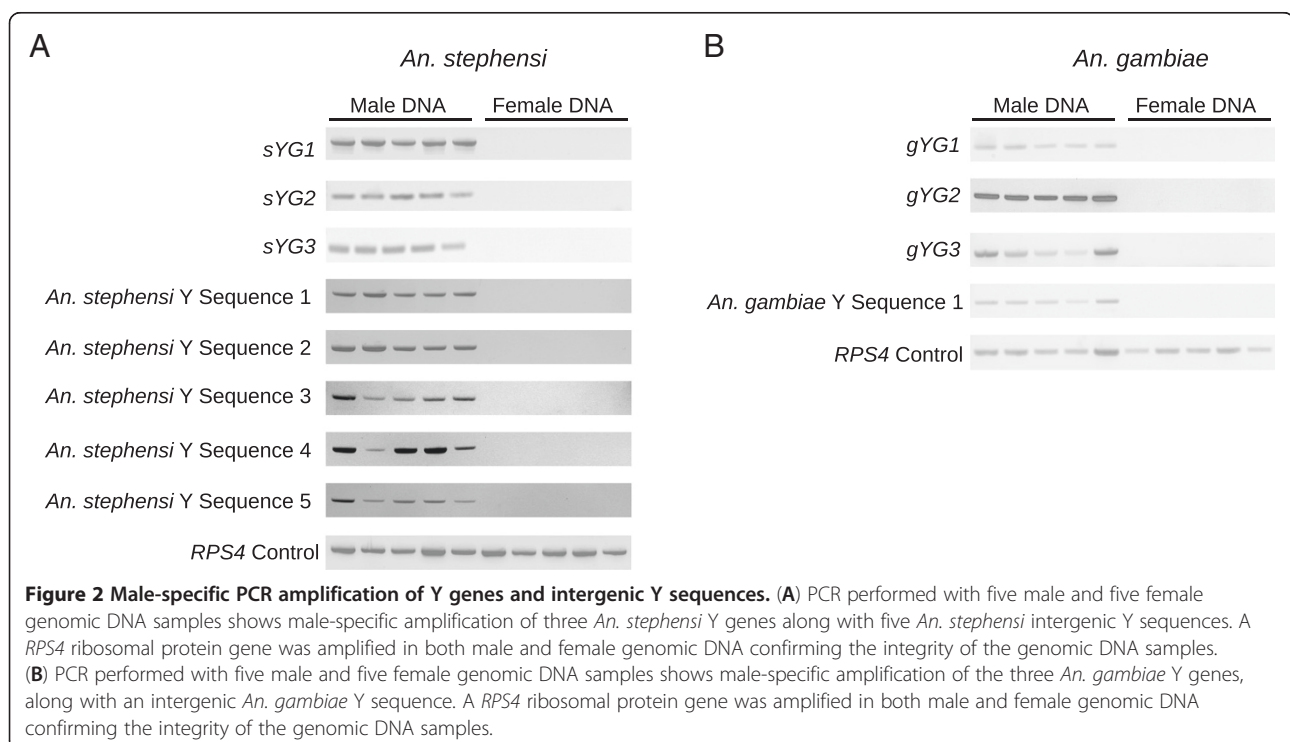 A
An. stephensi
Male DNA Female DNA
sYG1
sYG2
sYG3
An. stephensi Y Sequence 1
An. stephensi Y Sequence 2
An. stephensi Y Sequence 3
An. stephensi Y Sequence 4
An. stephensi Y Sequence 5
RPS4 Control
B
An. gambiae
Male DNA Female DNA
gYG1
gYG2
gYG3
An. gambiae Y Sequence 1
RPS4 Control
Figure 2 Male-specific PCR amplification of Y genes and intergenic Y sequences. (A) PCR performed with five male and five female
genomic DNA samples shows male-specific amplification of three An. stephensi Y genes along with five An. stephensi intergenic Y sequences. A
RPS4 ribosomal protein gene was amplified in both male and female genomic DNA confirming the integrity of the genomic DNA samples.
(B) PCR performed with five male and five female genomic DNA samples shows male-specific amplification of the three An. gambiae Y genes,
along with an intergenic An. gambiae Y sequence. A RPS4 ribosomal protein gene was amplified in both male and female genomic DNA
confirming the integrity of the genomic DNA samples.